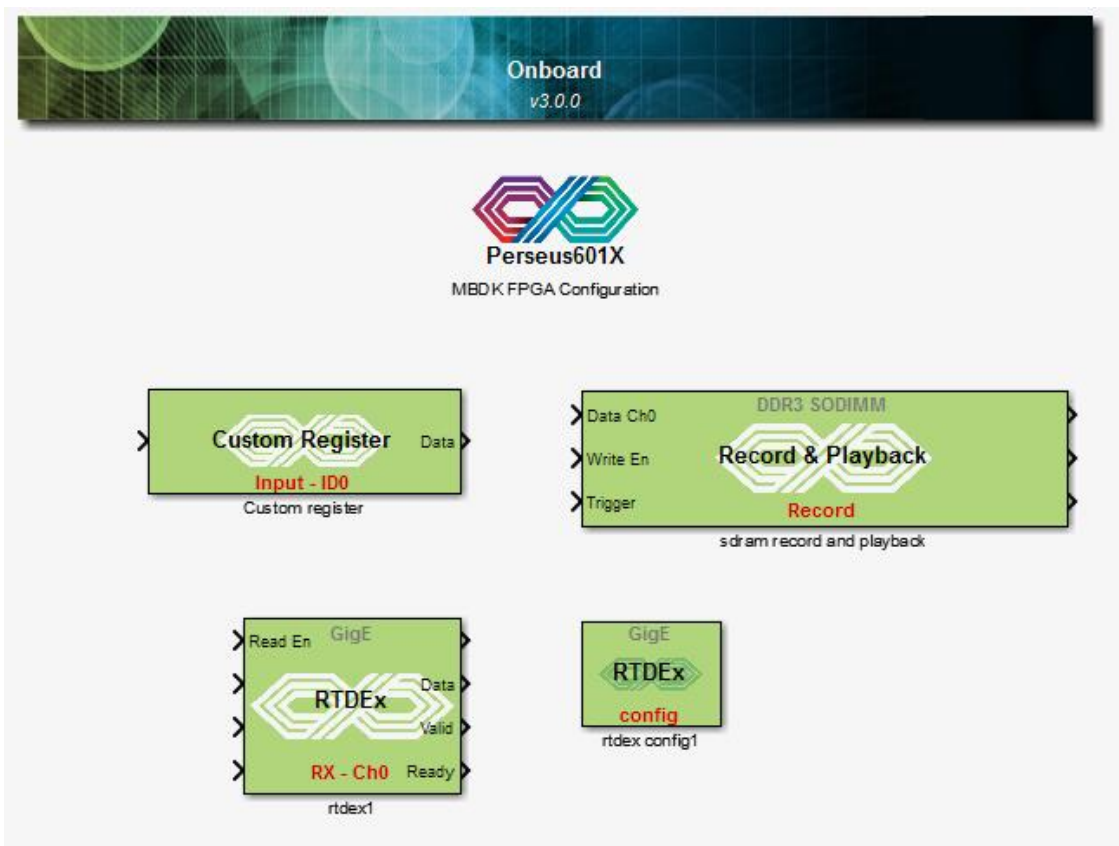 Onboard
v3.0.0
Perseus601X
MBDK FPGA Configuration
Custom Register
Data
Input - ID0
Custom register
DDR3 SODIMM
Data Ch0
Write En
Record & Playback
Trigger
Record
sdram record and playback
GigE
Read En
RTDEx
Data
Valid
RX - Ch0
Ready
rtdex1
GigE
RTDEx
config
rtdex config1